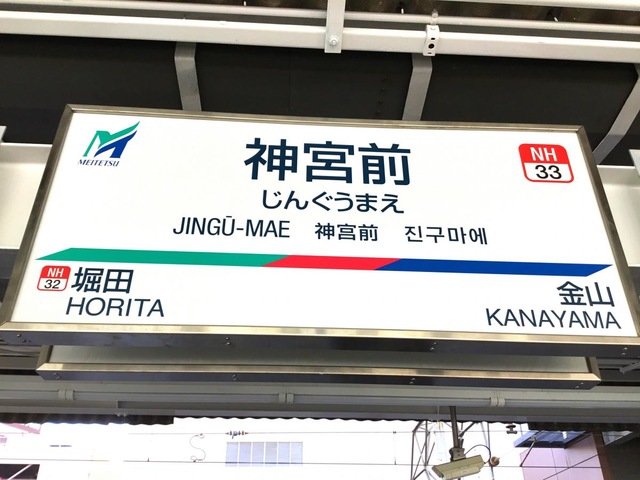 MEITETSU
神宮前
じんぐうまえ
JINGŪ-MAE 神宫前 진구마에
NH
33
NH
32
堀田
HORITA
金山
KANAYAMA